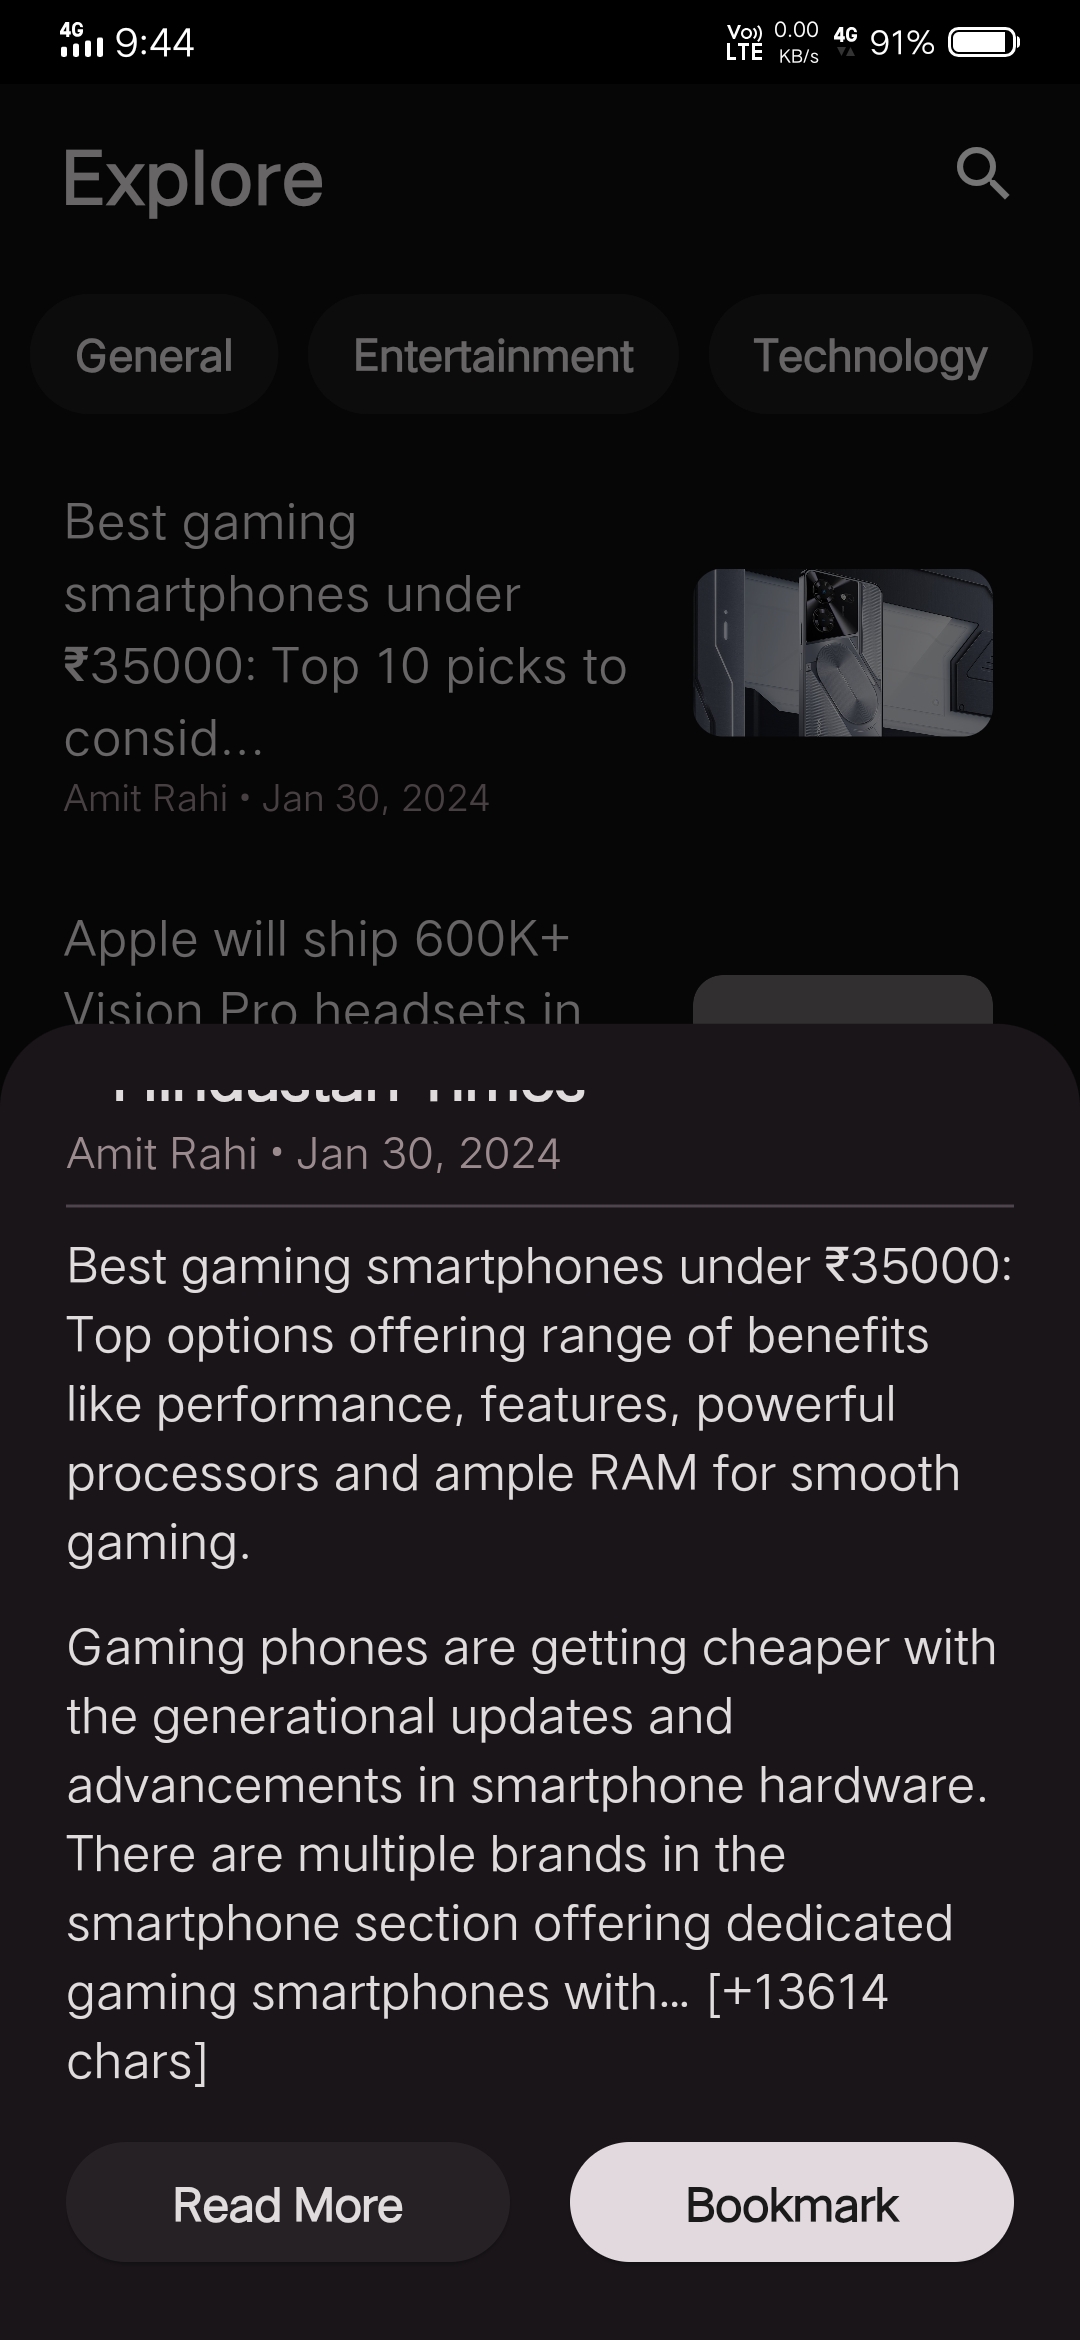 4G 9:44 Vo)) LTE 0.00 KB/s 4G 91%
Explore
General Entertainment Technology
Best gaming
smartphones under
₹35000: Top 10 picks to
consid...
Amit Rahi • Jan 30, 2024
Apple will ship 600K+
Vision Pro headsets in
Hindustan Times
Amit Rahi • Jan 30, 2024
Best gaming smartphones under ₹35000:
Top options offering range of benefits
like performance, features, powerful
processors and ample RAM for smooth
gaming.
Gaming phones are getting cheaper with
the generational updates and
advancements in smartphone hardware.
There are multiple brands in the
smartphone section offering dedicated
gaming smartphones with… [+13614
chars]
Read More Bookmark